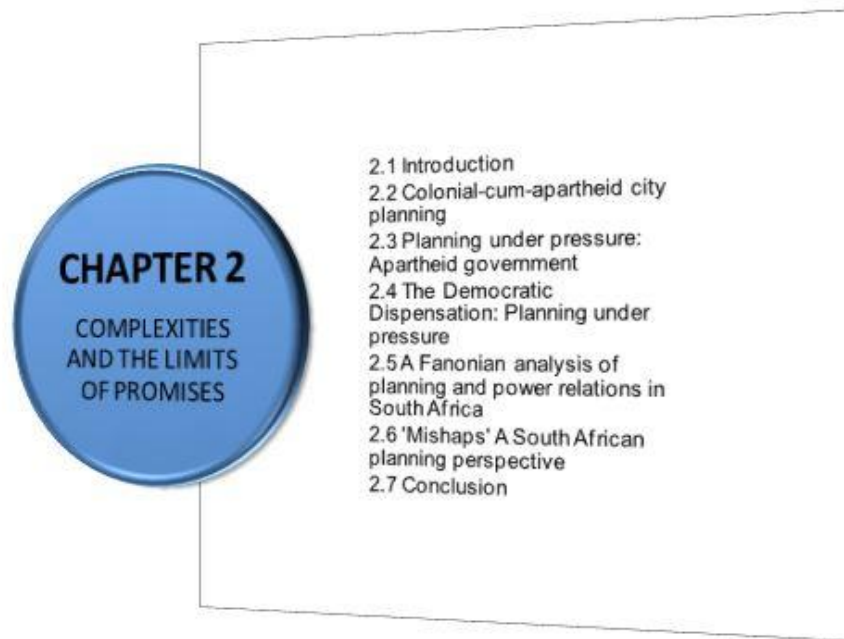 CHAPTER 2
COMPLEXITIES
AND THE LIMITS
OF PROMISES
2.1 Introduction
2.2 Colonial-cum-apartheid city
planning
2.3 Planning under pressure:
Apartheid government
2.4 The Democratic
Dispensation: Planning under
pressure
2.5 A Fanonian analysis of
planning and power relations in
South Africa
2.6 'Mishaps' A South African
planning perspective
2.7 Conclusion